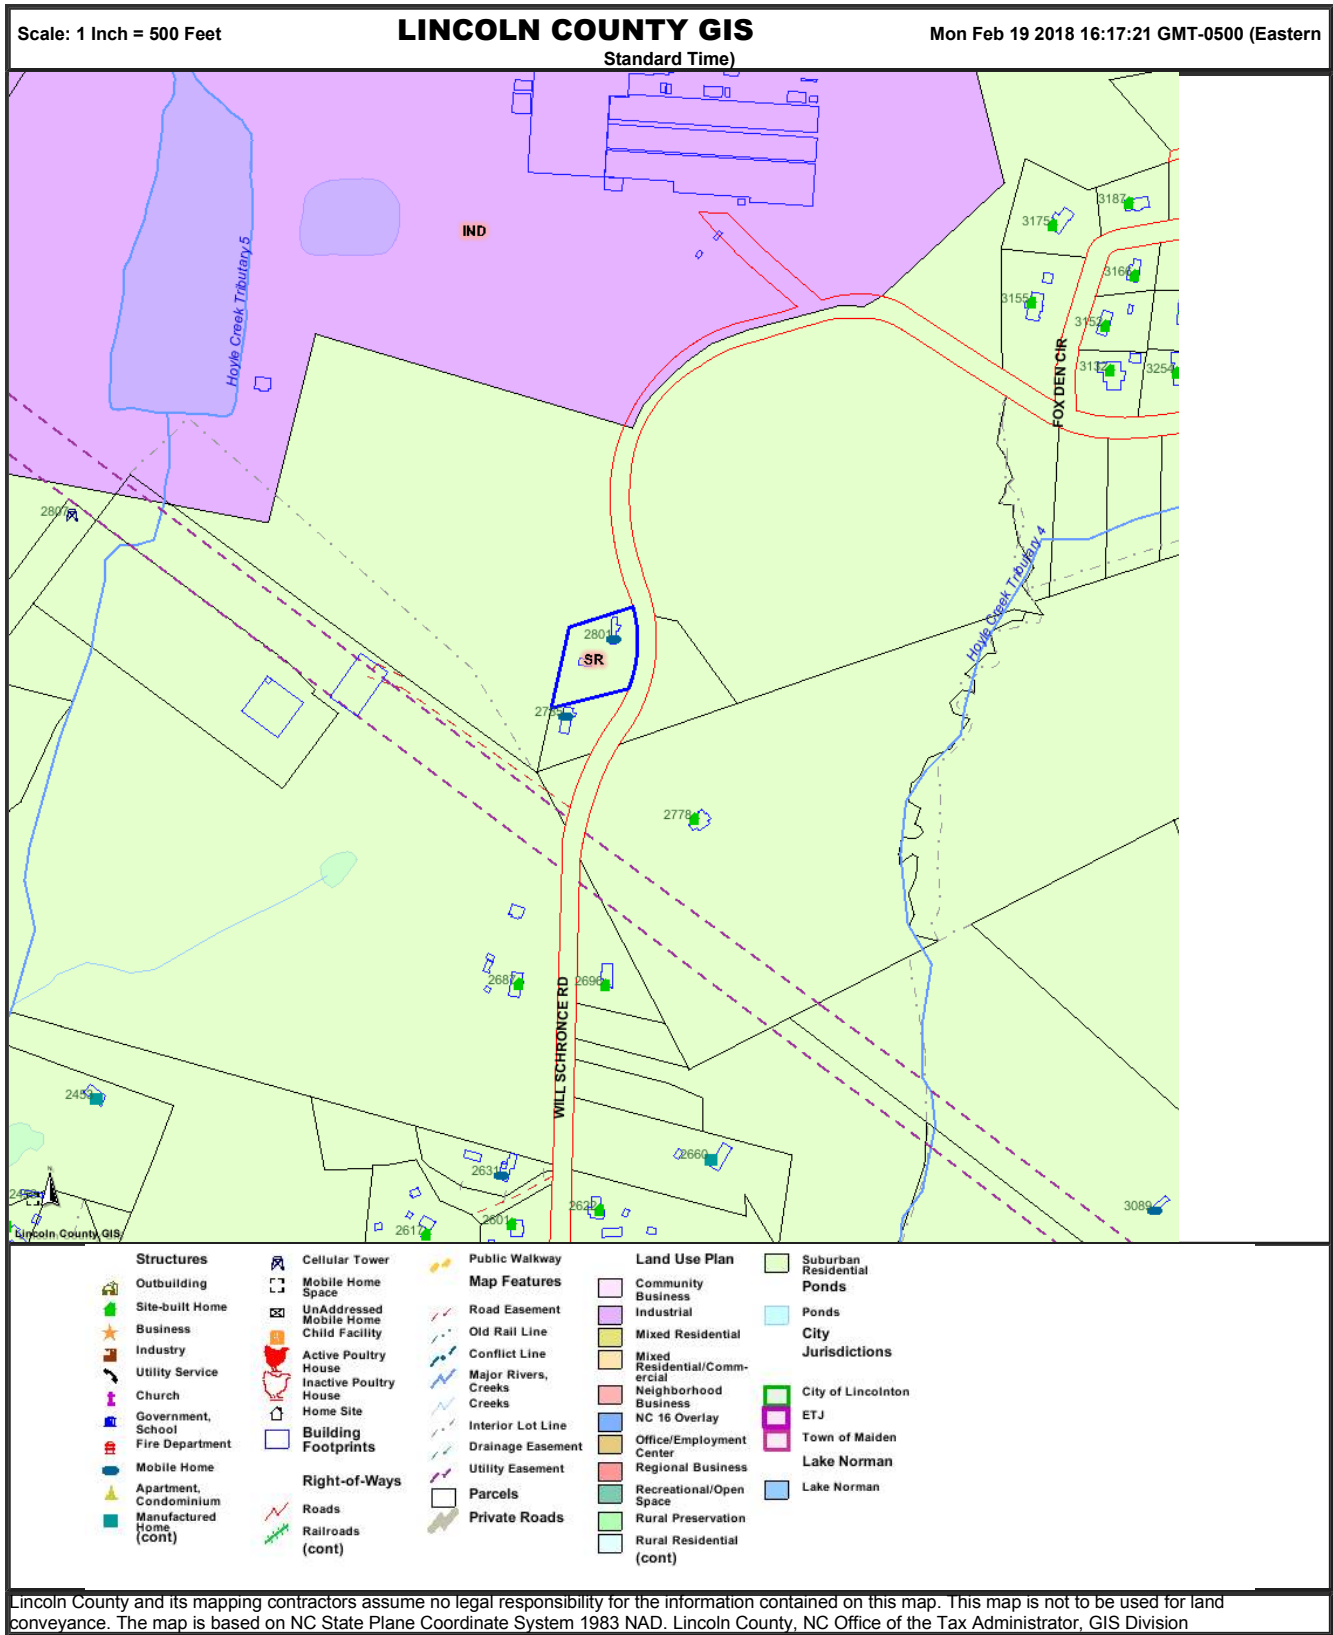 Scale: 1 Inch = 500 Feet
LINCOLN COUNTY GIS
Mon Feb 19 2018 16:17:21 GMT-0500 (Eastern
Standard Time)
IND
Hoyle Creek Tributary 5
3187
3175
3166
3155
3152
3132
3254
FOX DEN CIR
2807
Hoyle Creek Tributary 4
2801
SR
2778
2687
2696
WILL SCHRONCE RD
2453
2660
2631
2622
2601
2617
3089
Lincoln County GIS
Structures
Outbuilding
Site-built Home
Business
Industry
Utility Service
Church
Government,
School
Fire Department
Mobile Home
Apartment,
Condominium
Manufactured
Home
(cont)
Cellular Tower
Mobile Home
Space
UnAddressed
Mobile Home
Child Facility
Active Poultry
House
Inactive Poultry
House
Home Site
Building
Footprints
Right-of-Ways
Roads
Railroads
(cont)
Public Walkway
Map Features
Road Easement
Old Rail Line
Conflict Line
Major Rivers,
Creeks
Creeks
Interior Lot Line
Drainage Easement
Utility Easement
Parcels
Private Roads
Land Use Plan
Community
Business
Industrial
Mixed Residential
Mixed
Residential/Comm-
ercial
Neighborhood
Business
NC 16 Overlay
Office/Employment
Center
Regional Business
Recreational/Open
Space
Rural Preservation
Rural Residential
(cont)
Suburban
Residential
Ponds
Ponds
City
Jurisdictions
City of Lincolnton
ETJ
Town of Maiden
Lake Norman
Lake Norman
Lincoln County and its mapping contractors assume no legal responsibility for the information contained on this map. This map is not to be used for land
conveyance. The map is based on NC State Plane Coordinate System 1983 NAD. Lincoln County, NC Office of the Tax Administrator, GIS Division